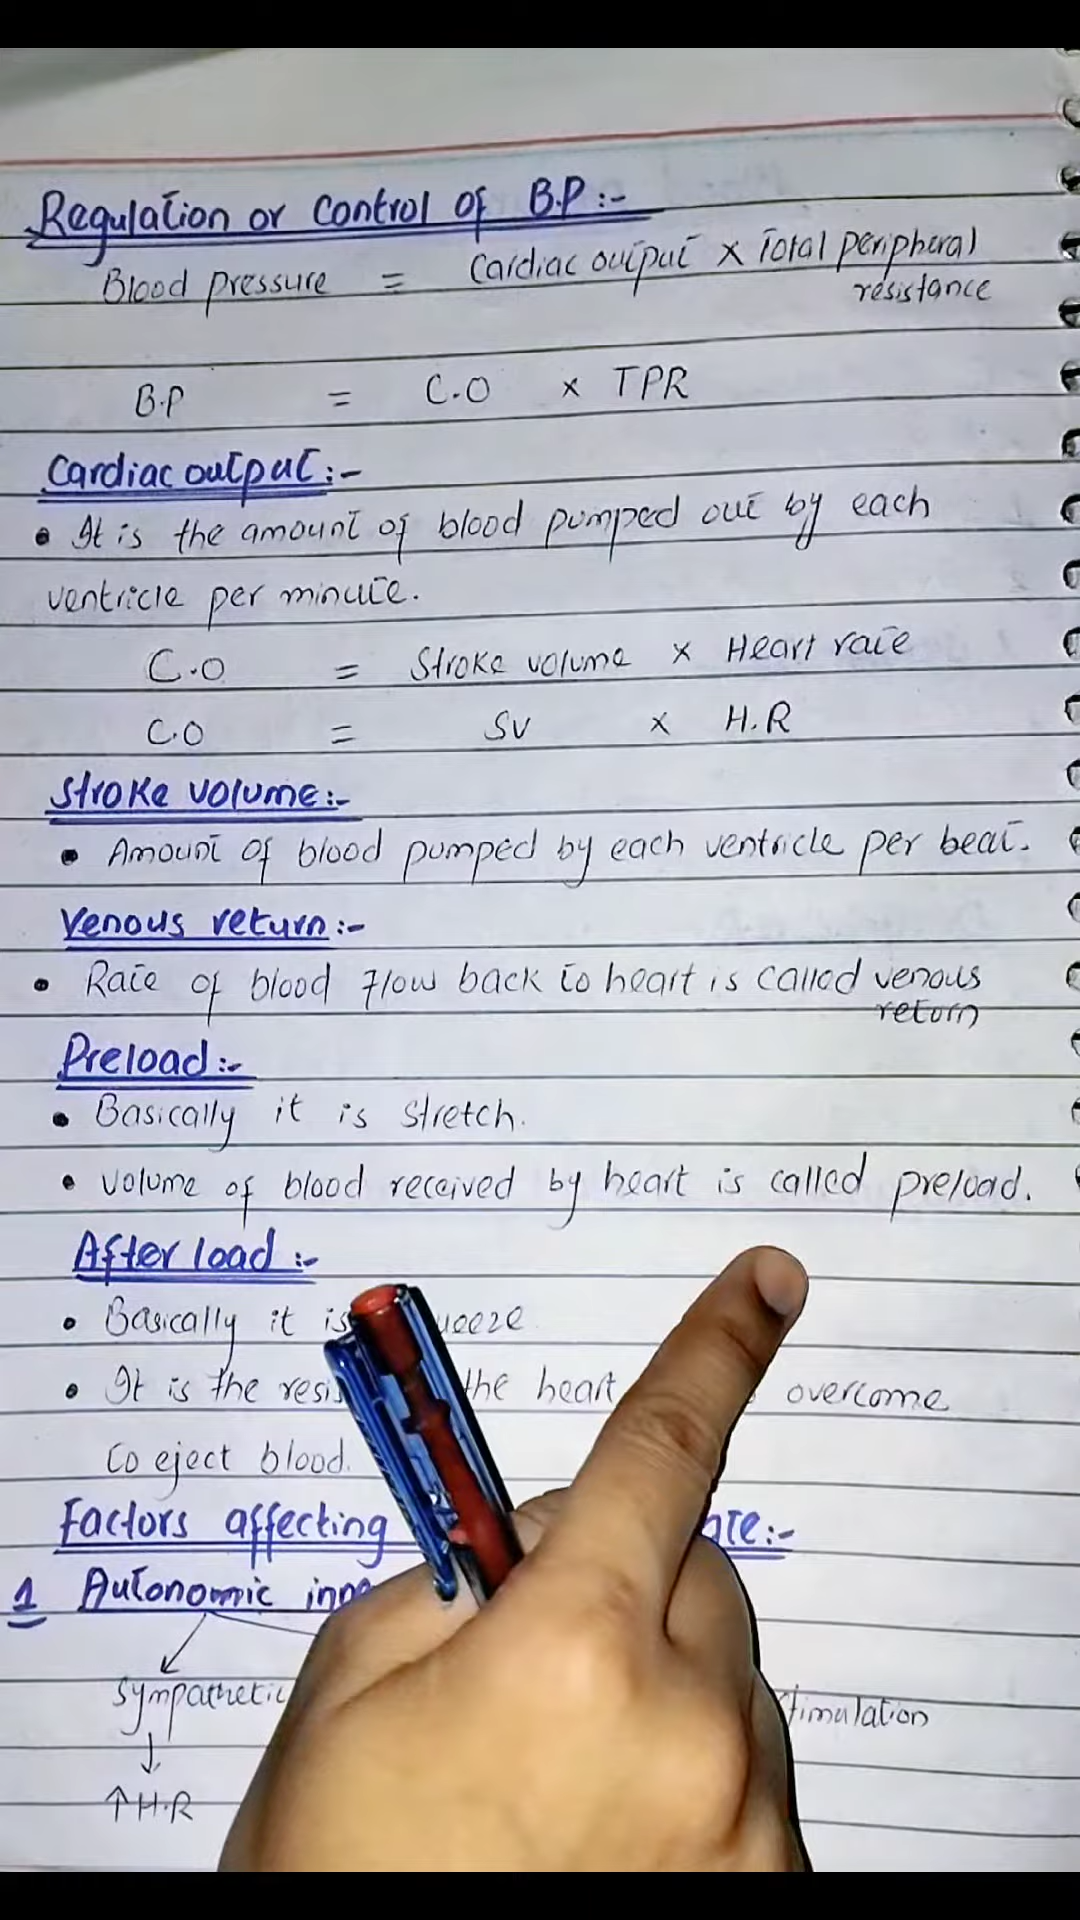 Regulation or control of B.P:-
Blood pressure = Cardiac output × Total peripheral
resistance
B.P = C.O × TPR
Cardiac output:-
• It is the amount of blood pumped out by each
ventricle per minute.
C.O = Stroke volume × Heart rate
C.O = SV × H.R
Stroke volume:-
• Amount of blood pumped by each ventricle per beat.
Venous return:-
• Rate of blood flow back to heart is called venous
return
Preload:-
• Basically it is stretch.
• volume of blood received by heart is called preload.
After load:-
• Basically it is
• It is the the heart overcome
to eject blood.
Factors affecting
1 Autonomic
Sympathetic
↓
↑H.R